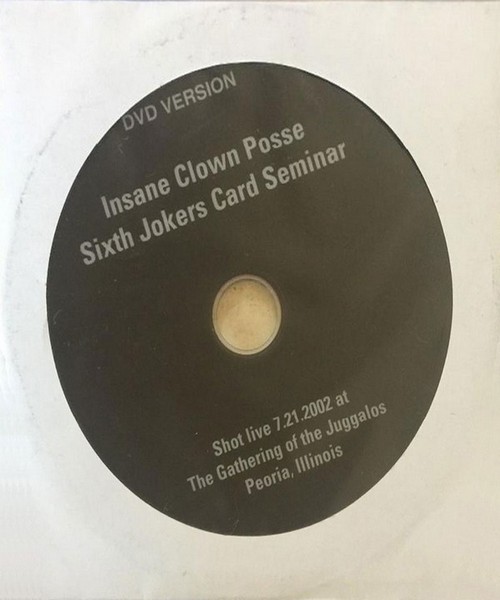 DVD VERSION
Insane Clown Posse
Sixth Jokers Card Seminar
Shot live 7.21.2002 at
The Gathering of the Juggalos
Peoria, Illinois